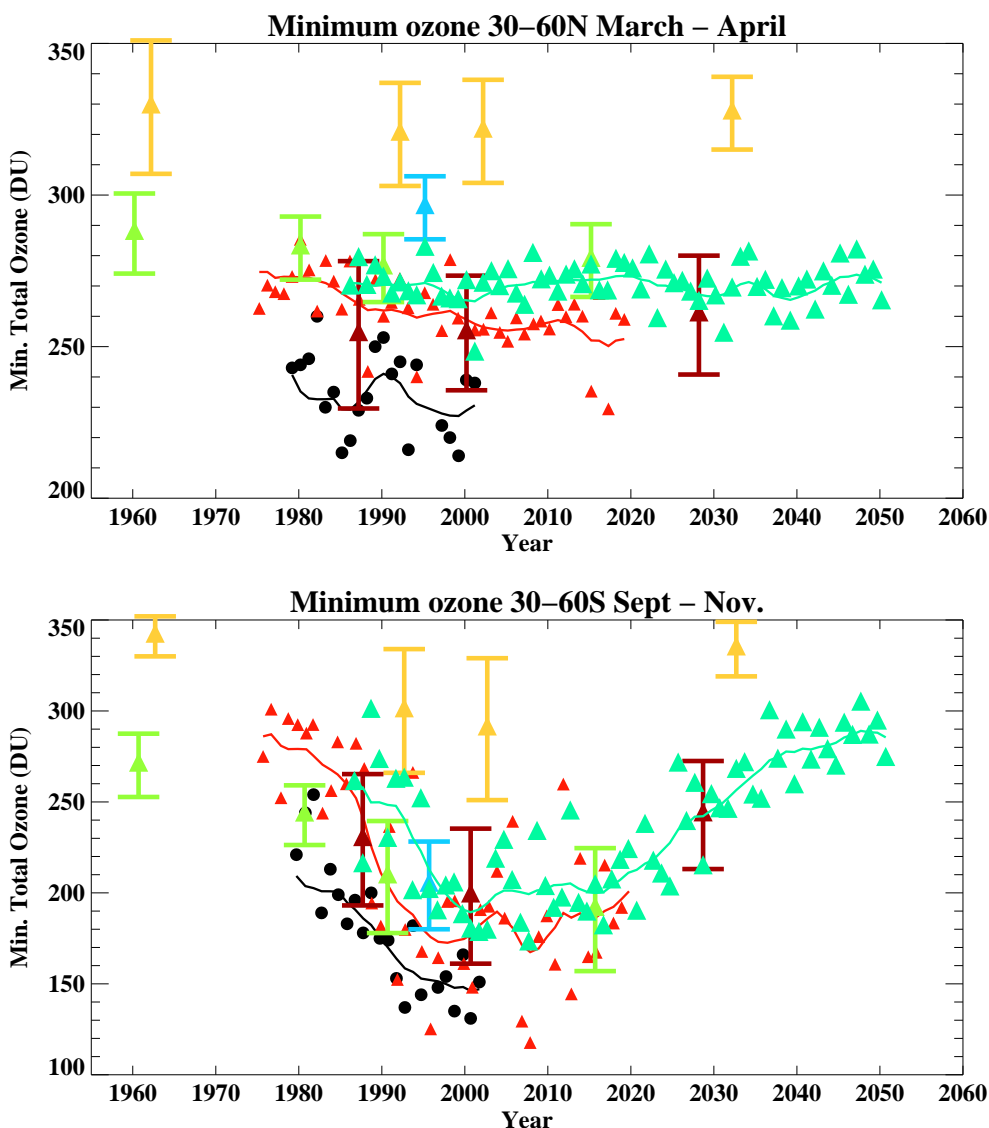 Minimum ozone 30−60N March − April
350
300
250
200
Min. Total Ozone (DU)
1960 1970 1980 1990 2000 2010 2020 2030 2040 2050 2060
Year
Minimum ozone 30−60S Sept − Nov.
350
300
250
200
150
100
Min. Total Ozone (DU)
1960 1970 1980 1990 2000 2010 2020 2030 2040 2050 2060
Year